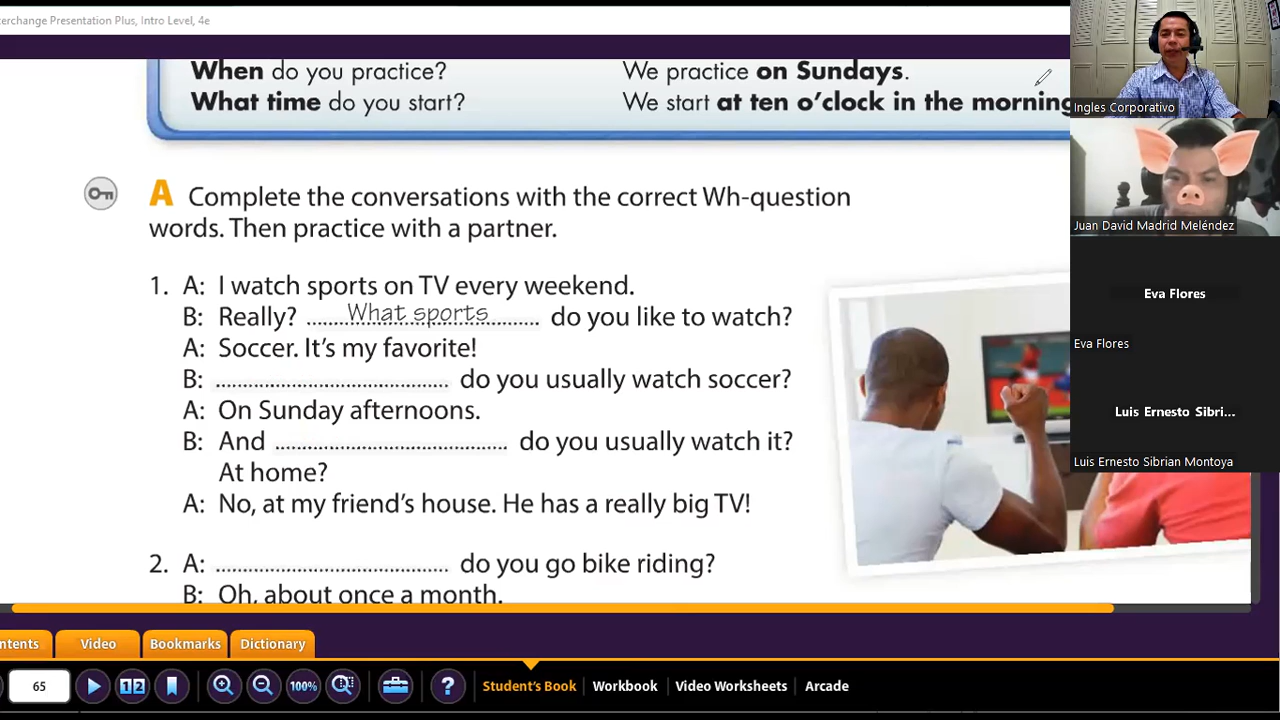 erchange Presentation Plus, Intro Level, 4e
When do you practice? We practice on Sundays.
What time do you start? We start at ten o'clock in the morning
A Complete the conversations with the correct Wh-question
words. Then practice with a partner.
1. A: I watch sports on TV every weekend.
B: Really? What sports do you like to watch?
A: Soccer. It's my favorite!
B: ........................................ do you usually watch soccer?
A: On Sunday afternoons.
B: And ........................................ do you usually watch it?
At home?
A: No, at my friend's house. He has a really big TV!
2. A: ........................................ do you go bike riding?
B: Oh, about once a month.
Ingles Corporativo
Juan David Madrid Meléndez
Eva Flores
Eva Flores
Luis Ernesto Sibri...
Luis Ernesto Sibrian Montoya
ntents Video Bookmarks Dictionary
65 12 100% ? Student's Book Workbook Video Worksheets Arcade